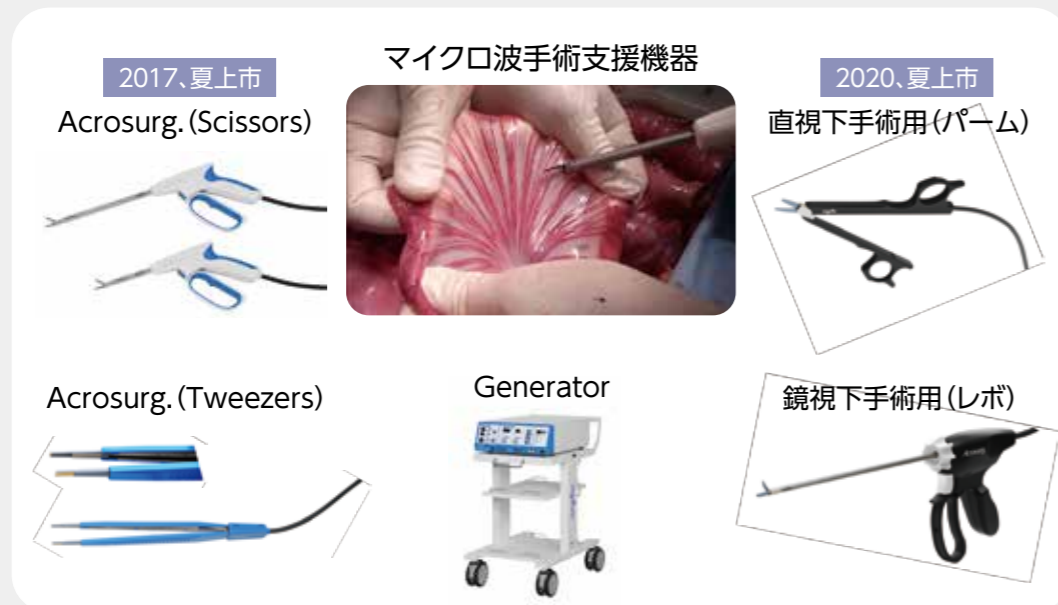 マイクロ波手術支援機器
2017、夏上市
Acrosurg.(Scissors)
2020、夏上市
直視下手術用(パーム)
Acrosurg.(Tweezers)
Generator
鏡視下手術用(レボ)
Acrosurg